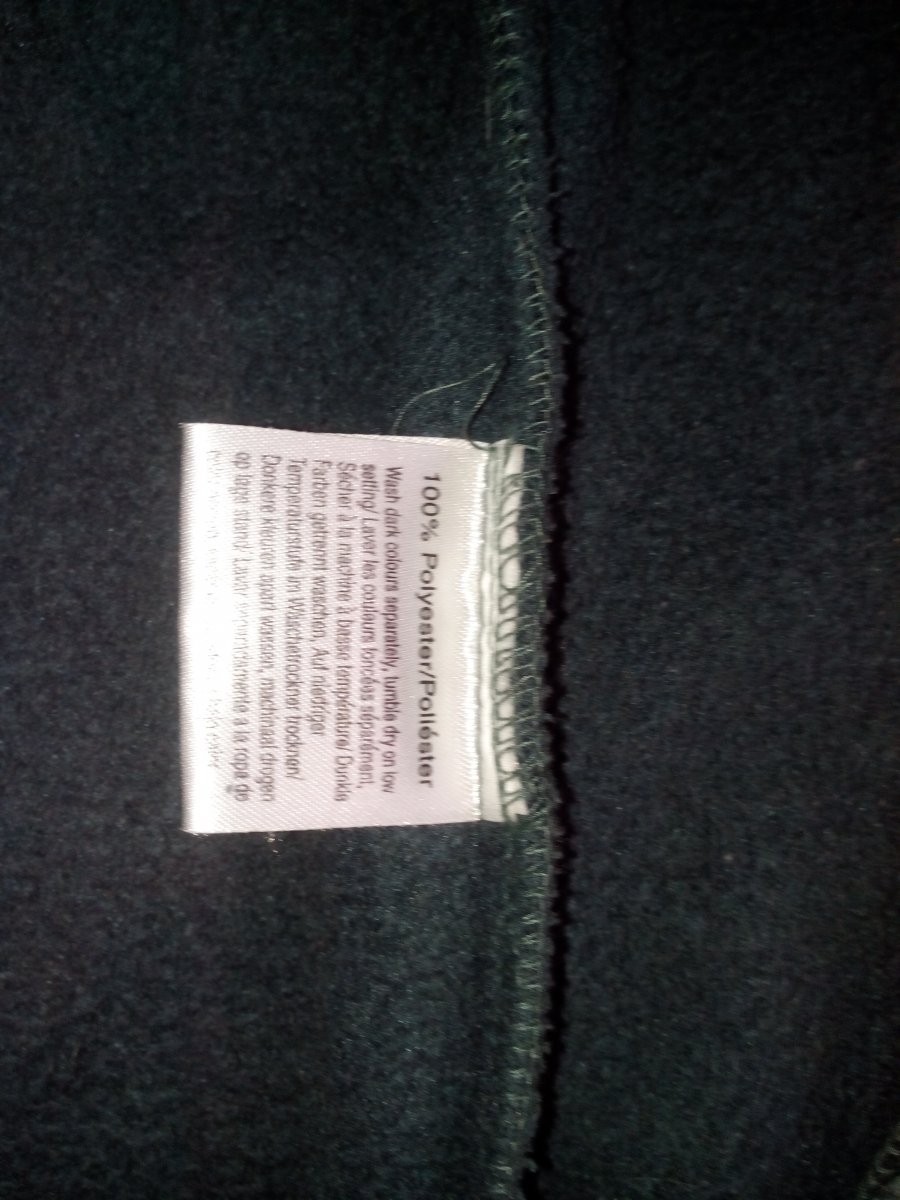 100% Polyester/Poliéster
Wash dark colours separately, tumble dry on low
setting/ Laver les couleurs foncées séparément,
Sécher à la machine à basse température/ Dunkle
Farben getrennt waschen, Auf niedriger
Temperaturstufe im Wäschetrockner trocknen/
Donkere kleuren apart wassen, machinaal drogen
op lage stand/ Lavar separadamente a la ropa de